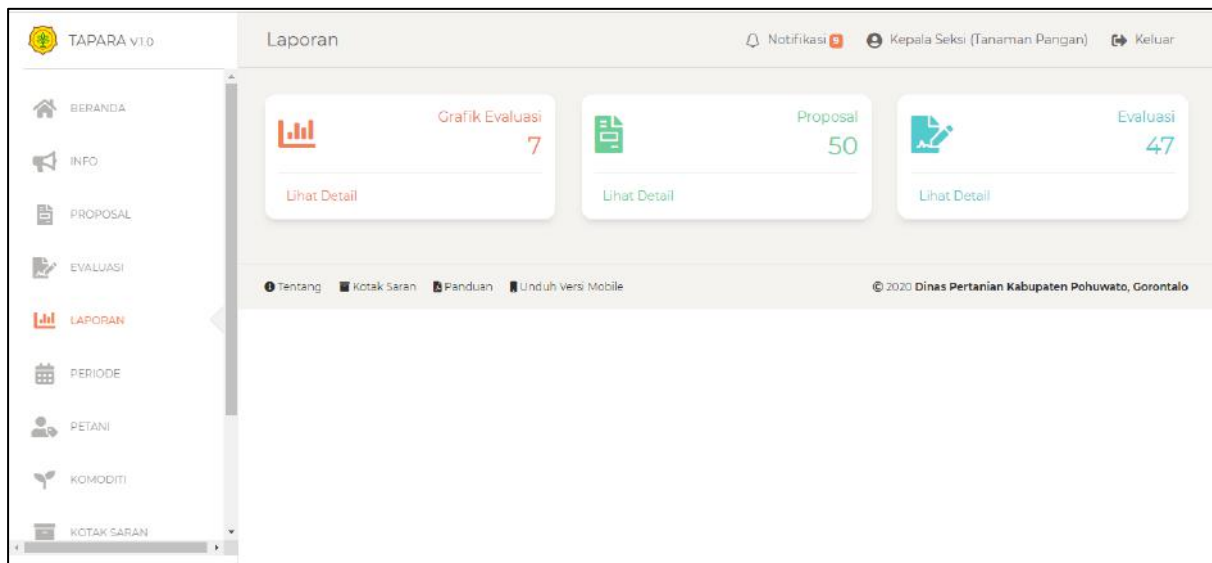 TAPARA V1.0
BERANDA
INFO
PROPOSAL
EVALUASI
LAPORAN
PERIODE
PETANI
KOMODITI
KOTAK SARAN
Laporan
Notifikasi 9 Kepala Seksi (Tanaman Pangan) Keluar
Grafik Evaluasi
7
Lihat Detail
Proposal
50
Lihat Detail
Evaluasi
47
Lihat Detail
Tentang Kotak Saran Panduan Unduh Versi Mobile
© 2020 Dinas Pertanian Kabupaten Pohuwato, Gorontalo